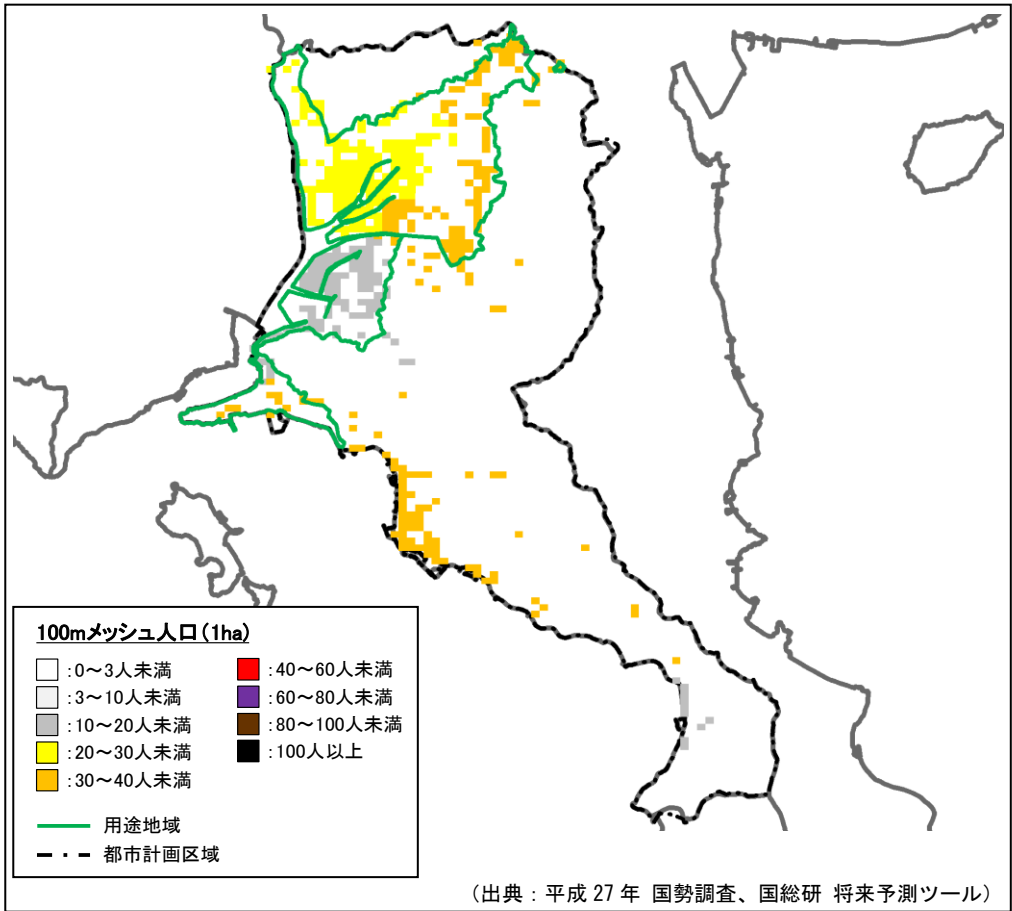 100mメッシュ人口(1ha)
:0～3人未満
:3～10人未満
:10～20人未満
:20～30人未満
:30～40人未満
:40～60人未満
:60～80人未満
:80～100人未満
:100人以上
用途地域
都市計画区域
(出典：平成 27 年 国勢調査、国総研 将来予測ツール)